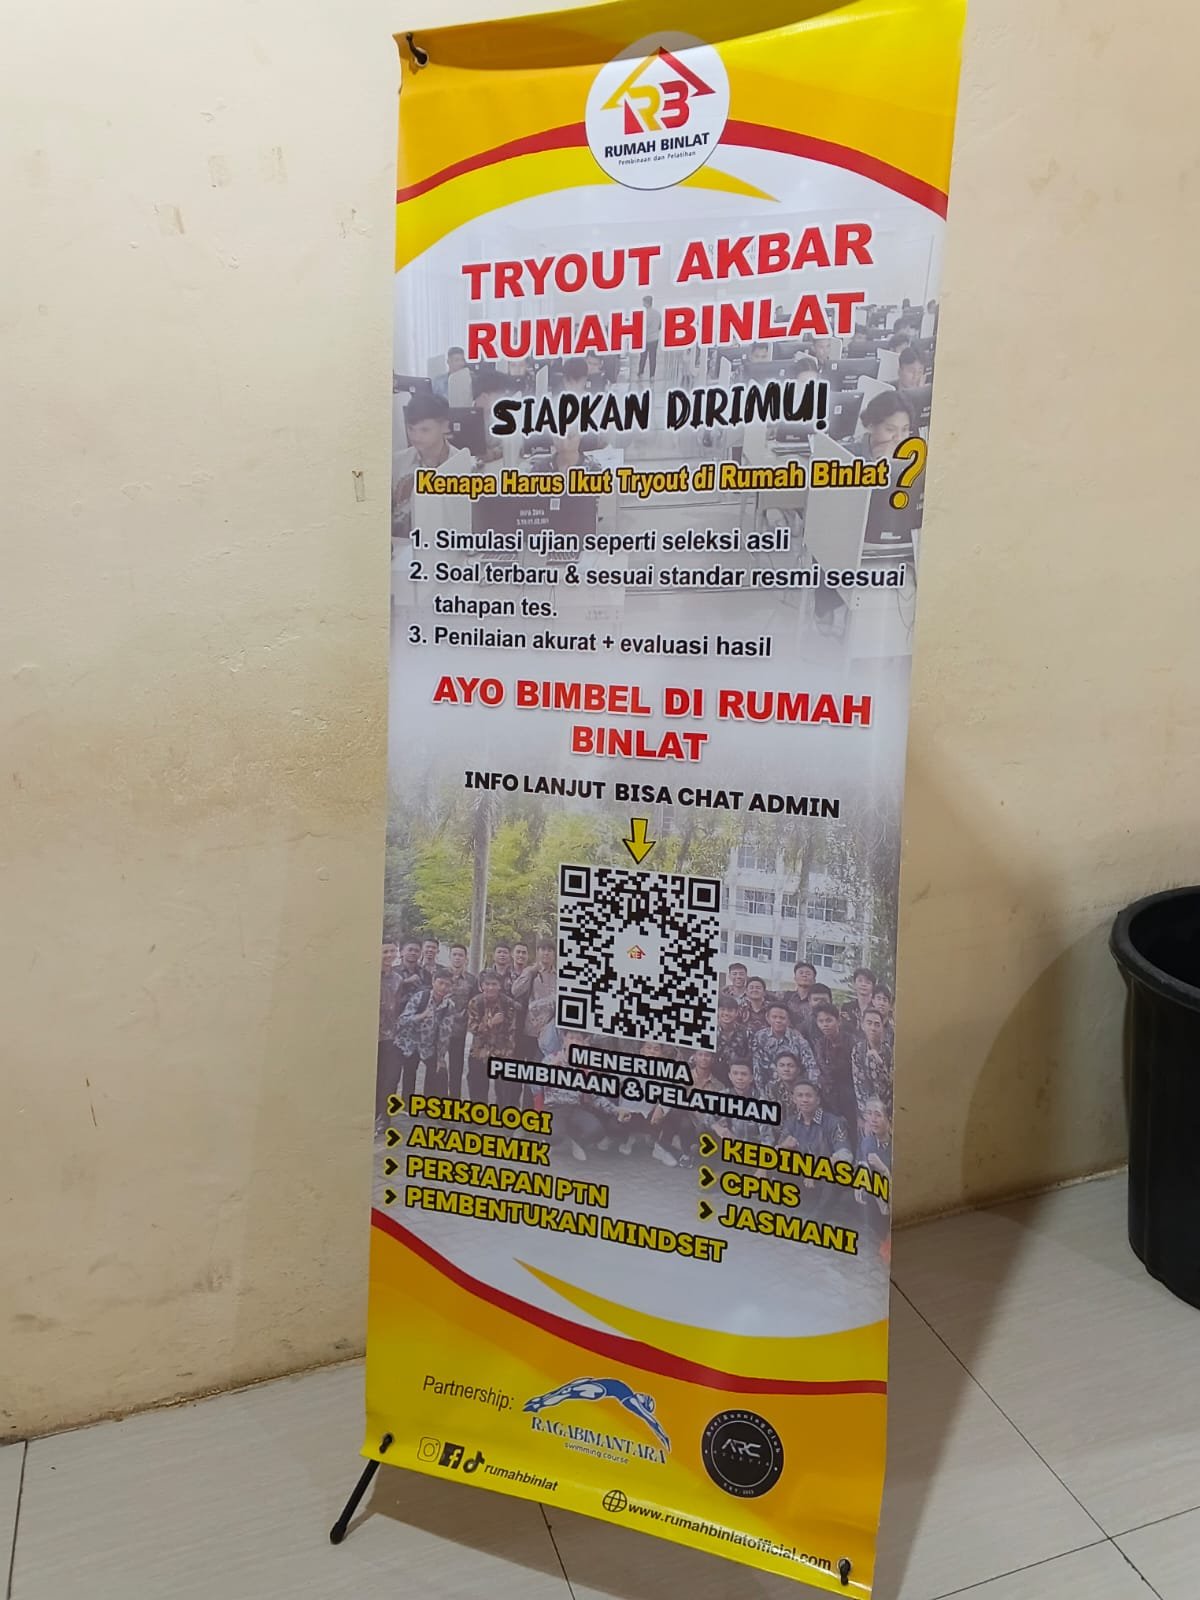 RB
RUMAH BINLAT
Pembinaan dan Pelatihan
TRYOUT AKBAR
RUMAH BINLAT
SIAPKAN DIRIMU!
Kenapa Harus Ikut Tryout di Rumah Binlat?
1. Simulasi ujian seperti seleksi asli
2. Soal terbaru & sesuai standar resmi sesuai
tahapan tes.
3. Penilaian akurat + evaluasi hasil
AYO BIMBEL DI RUMAH
BINLAT
INFO LANJUT BISA CHAT ADMIN
MENERIMA
PEMBINAAN & PELATIHAN
PSIKOLOGI
AKADEMIK
PERSIAPAN PTN
PEMBENTUKAN MINDSET
KEDINASAN
CPNS
JASMANI
Partnership:
RAGABIMANTARA
swimming course
ARC
rumahbinlat
www.rumahbinlatofficial.com